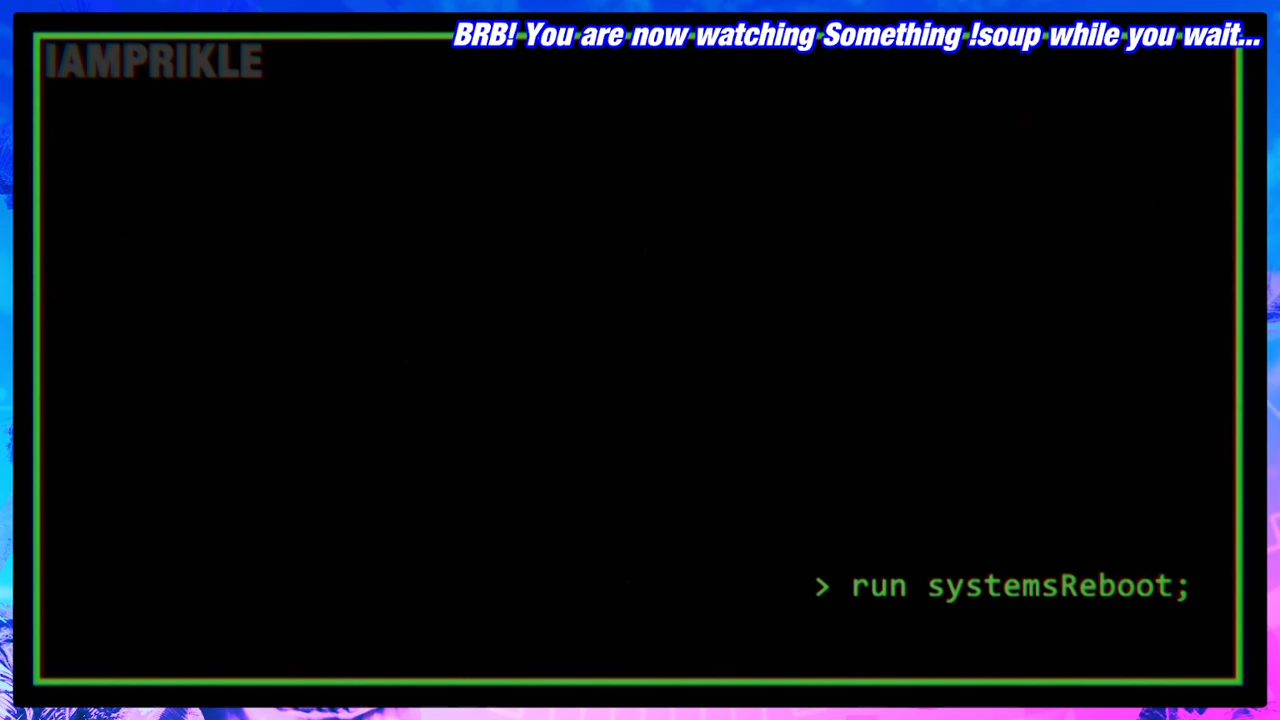 BRB! You are now watching Something !soup while you wait...
IAMPRIKLE
> run systemsReboot;